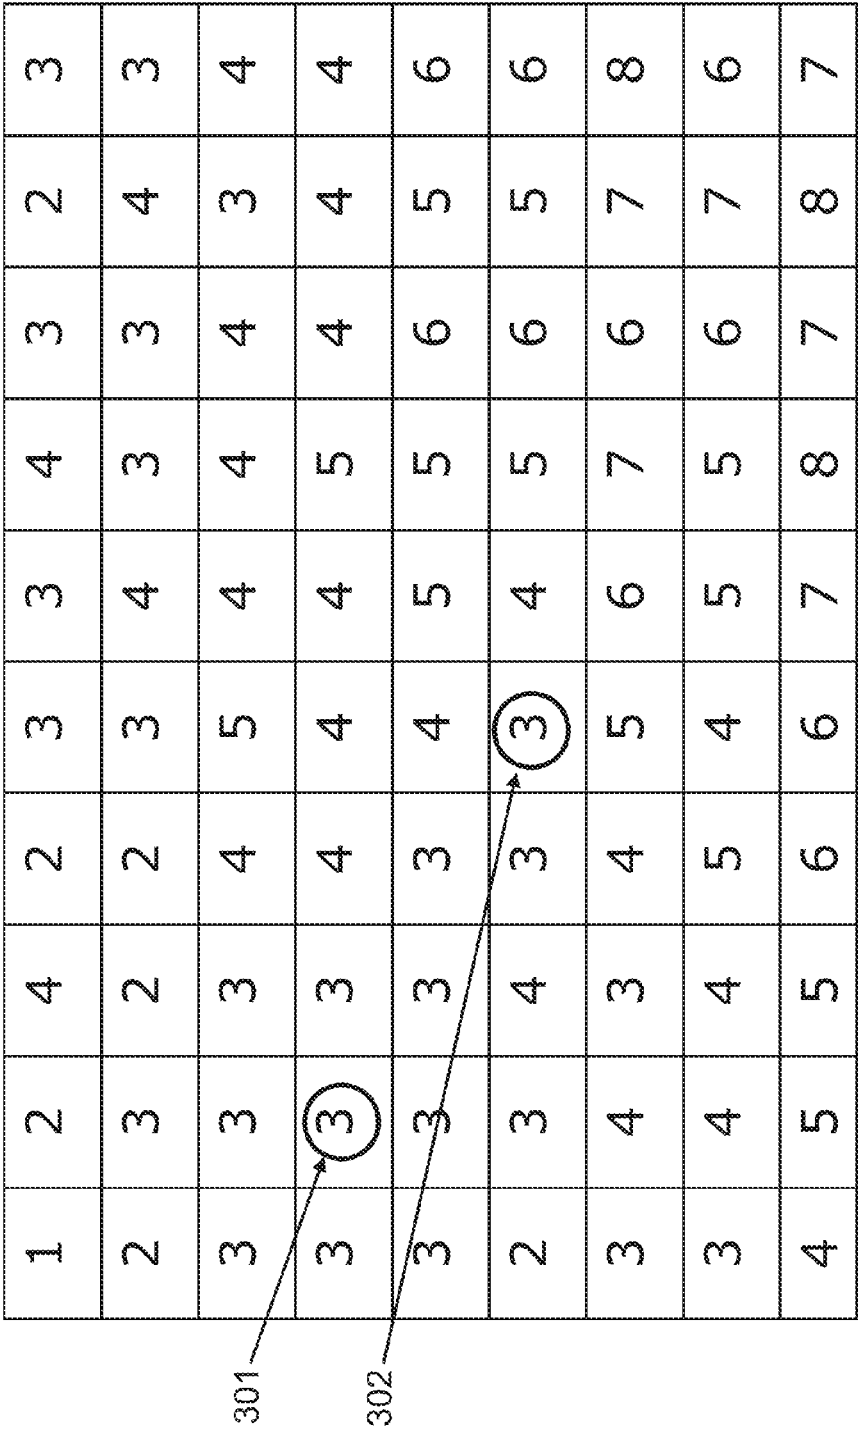 1 2 4 2 3 3 4 3 2 3
2 3 2 2 3 4 3 3 4 3
301
3 3 3 4 5 4 4 4 3 4
3 3 3 4 4 4 5 4 4 4
302
3 3 3 3 4 5 5 6 5 6
2 3 4 3 3 4 5 6 5 6
3 4 3 4 5 6 7 6 7 8
3 4 4 5 4 5 5 6 7 6
4 5 5 6 6 7 8 7 8 7